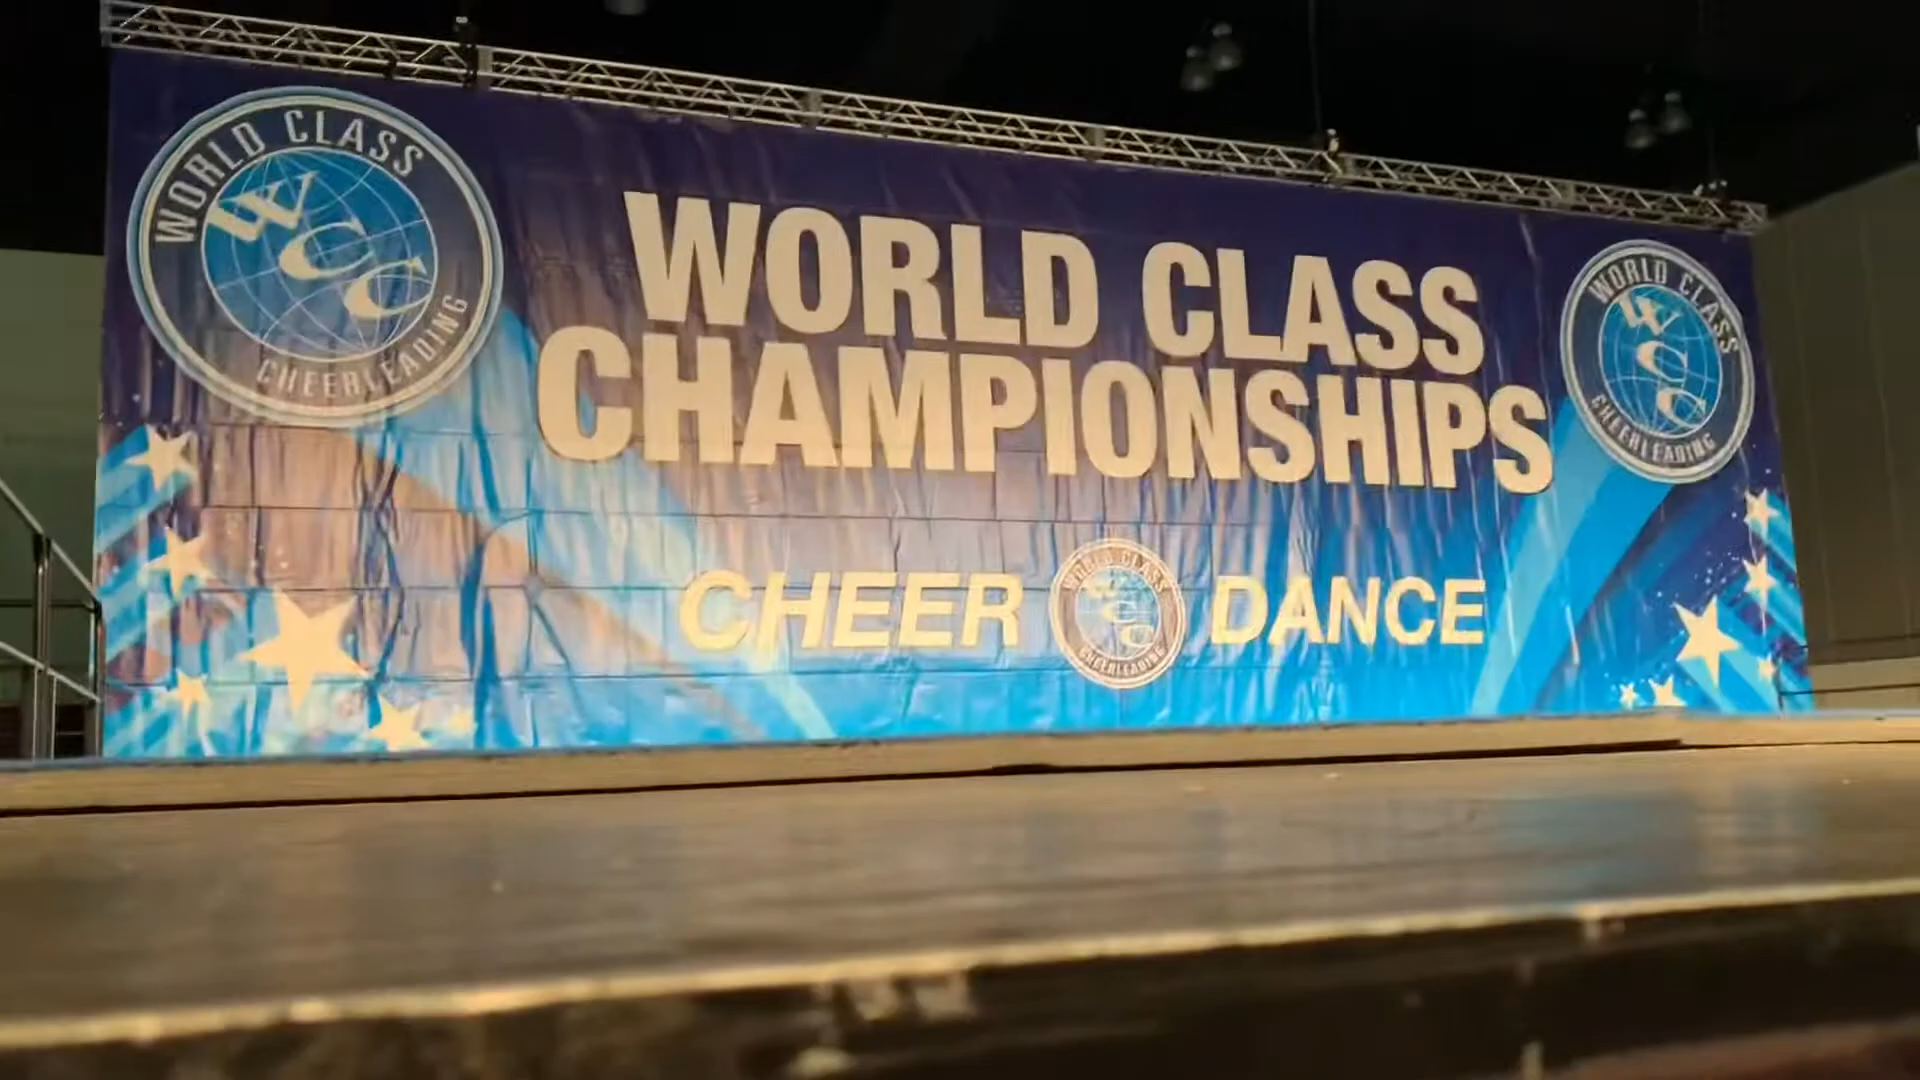 WORLD CLASS
WCC
CHEERLEADING
WORLD CLASS
CHAMPIONSHIPS
WORLD CLASS
WCC
CHEERLEADING
CHEER
WORLD CLASS
WCC
CHEERLEADING
DANCE